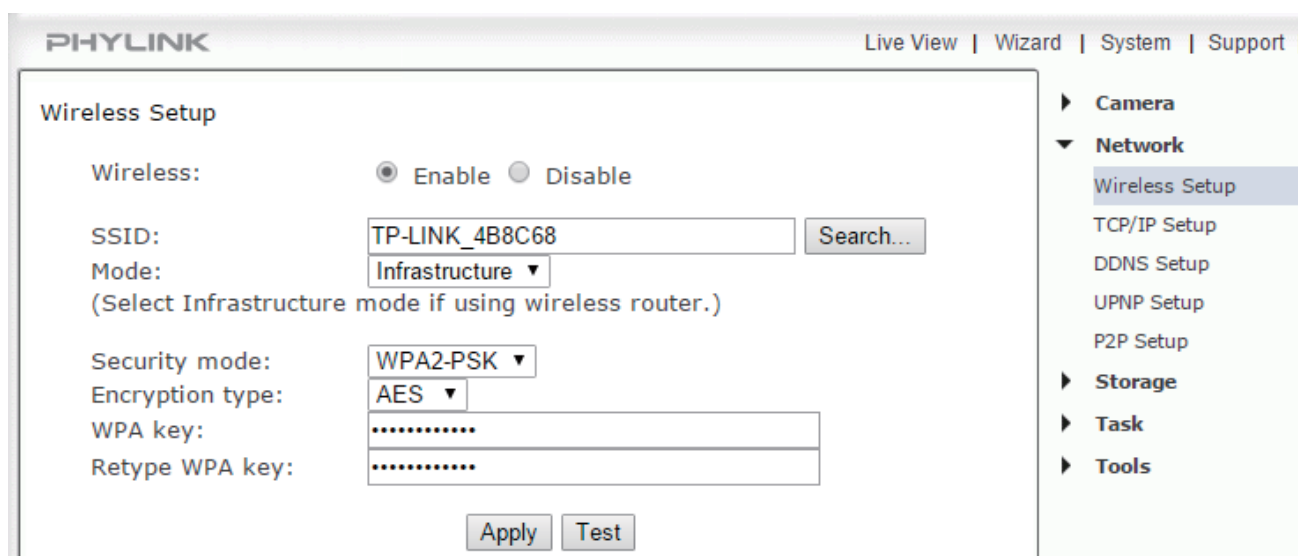 PHYLINK
Live View | Wizard | System | Support
Wireless Setup
Wireless: Enable Disable
SSID: TP-LINK_4B8C68 Search...
Mode: Infrastructure
(Select Infrastructure mode if using wireless router.)
Security mode: WPA2-PSK
Encryption type: AES
WPA key: ••••••••••••
Retype WPA key: ••••••••••••
Apply Test
Camera
Network
Wireless Setup
TCP/IP Setup
DDNS Setup
UPNP Setup
P2P Setup
Storage
Task
Tools